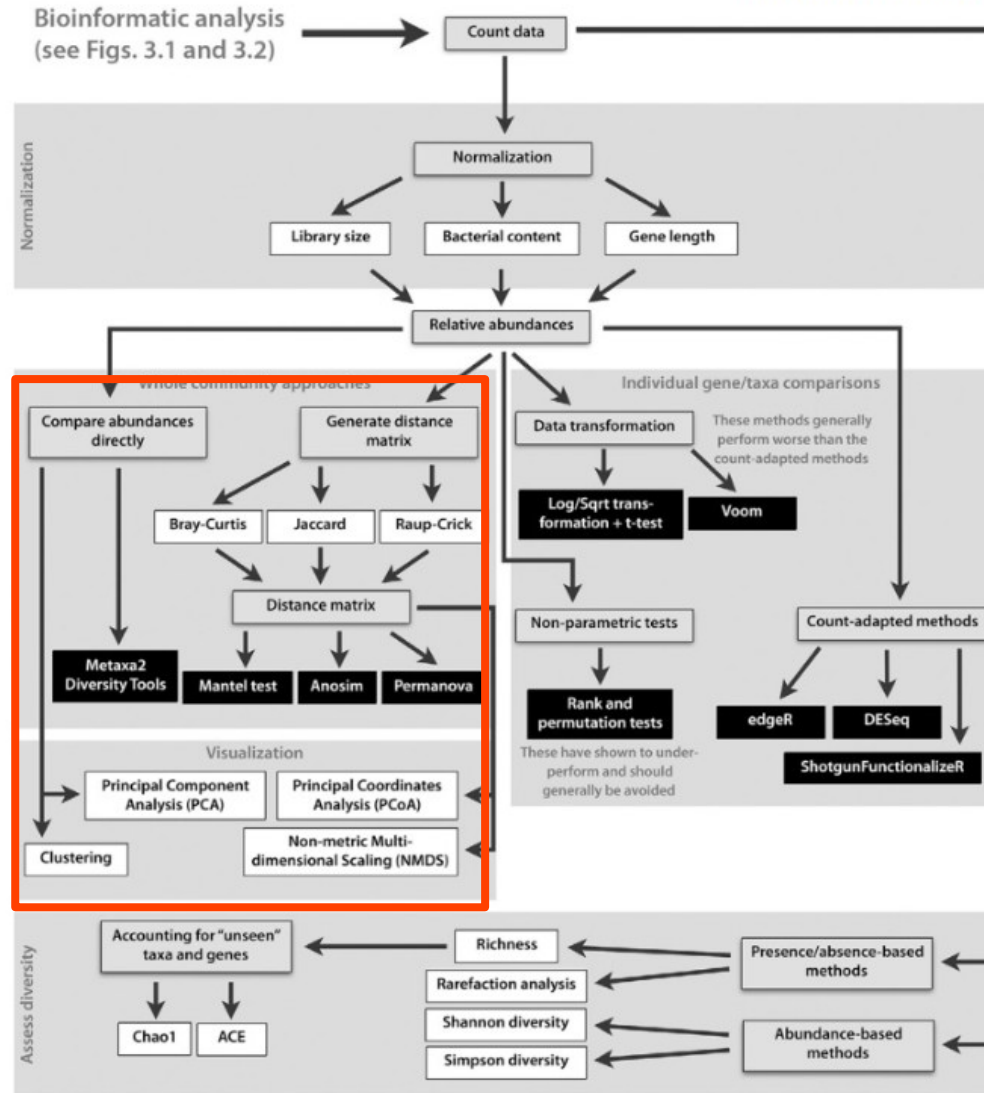 Bioinformatic analysis
(see Figs. 3.1 and 3.2)
Count data
Normalization
Normalization
Library size
Bacterial content
Gene length
Relative abundances
Whole community approaches
Compare abundances
directly
Generate distance
matrix
Bray-Curtis
Jaccard
Raup-Crick
Distance matrix
Metaxa2
Diversity Tools
Mantel test
Anosim
Permanova
Visualization
Principal Component
Analysis (PCA)
Principal Coordinates
Analysis (PCoA)
Clustering
Non-metric Multi-
dimensional Scaling (NMDS)
Individual gene/taxa comparisons
Data transformation
These methods generally
perform worse than the
count-adapted methods
Log/Sqrt trans-
formation + t-test
Voom
Non-parametric tests
Count-adapted methods
Rank and
permutation tests
These have shown to under-
perform and should
generally be avoided
edgeR
DESeq
ShotgunFunctionalizeR
Assess diversity
Accounting for "unseen"
taxa and genes
Chao1
ACE
Richness
Rarefaction analysis
Shannon diversity
Simpson diversity
Presence/absence-based
methods
Abundance-based
methods